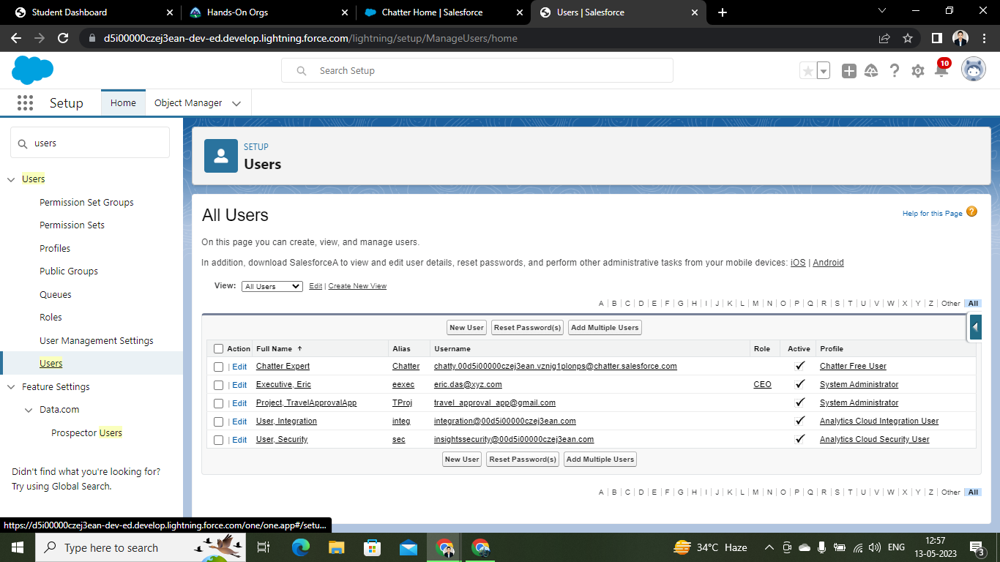 Student Dashboard
Hands-On Orgs
Chatter Home | Salesforce
Users | Salesforce
d5i00000czej3ean-dev-ed.develop.lightning.force.com/lightning/setup/ManageUsers/home
Search Setup
10
Setup
Home
Object Manager
users
Users
Permission Set Groups
Permission Sets
Profiles
Public Groups
Queues
Roles
User Management Settings
Users
Feature Settings
Data.com
Prospector Users
Didn't find what you're looking for?
Try using Global Search.
SETUP
Users
All Users
Help for this Page ?
On this page you can create, view, and manage users.
In addition, download SalesforceA to view and edit user details, reset passwords, and perform other administrative tasks from your mobile devices: iOS | Android
View: All Users Edit | Create New View
A | B | C | D | E | F | G | H | I | J | K | L | M | N | O | P | Q | R | S | T | U | V | W | X | Y | Z | Other All
New User Reset Password(s) Add Multiple Users
Action Full Name ↑ Alias Username Role Active Profile
| Edit Chatter Expert Chatter chatty.00d5i00000czej3ean.vznig1plonps@chatter.salesforce.com ✓ Chatter Free User
| Edit Executive, Eric eexec eric.das@xyz.com CEO ✓ System Administrator
| Edit Project, TravelApprovalApp TProj travel_approval_app@gmail.com ✓ System Administrator
| Edit User, Integration integ integration@00d5i00000czej3ean.com ✓ Analytics Cloud Integration User
| Edit User, Security sec insightssecurity@00d5i00000czej3ean.com ✓ Analytics Cloud Security User
New User Reset Password(s) Add Multiple Users
A | B | C | D | E | F | G | H | I | J | K | L | M | N | O | P | Q | R | S | T | U | V | W | X | Y | Z | Other All
https://d5i00000czej3ean-dev-ed.develop.lightning.force.com/one/one.app#/setu...
Type here to search
34°C Haze
ENG
12:57
13-05-2023
3